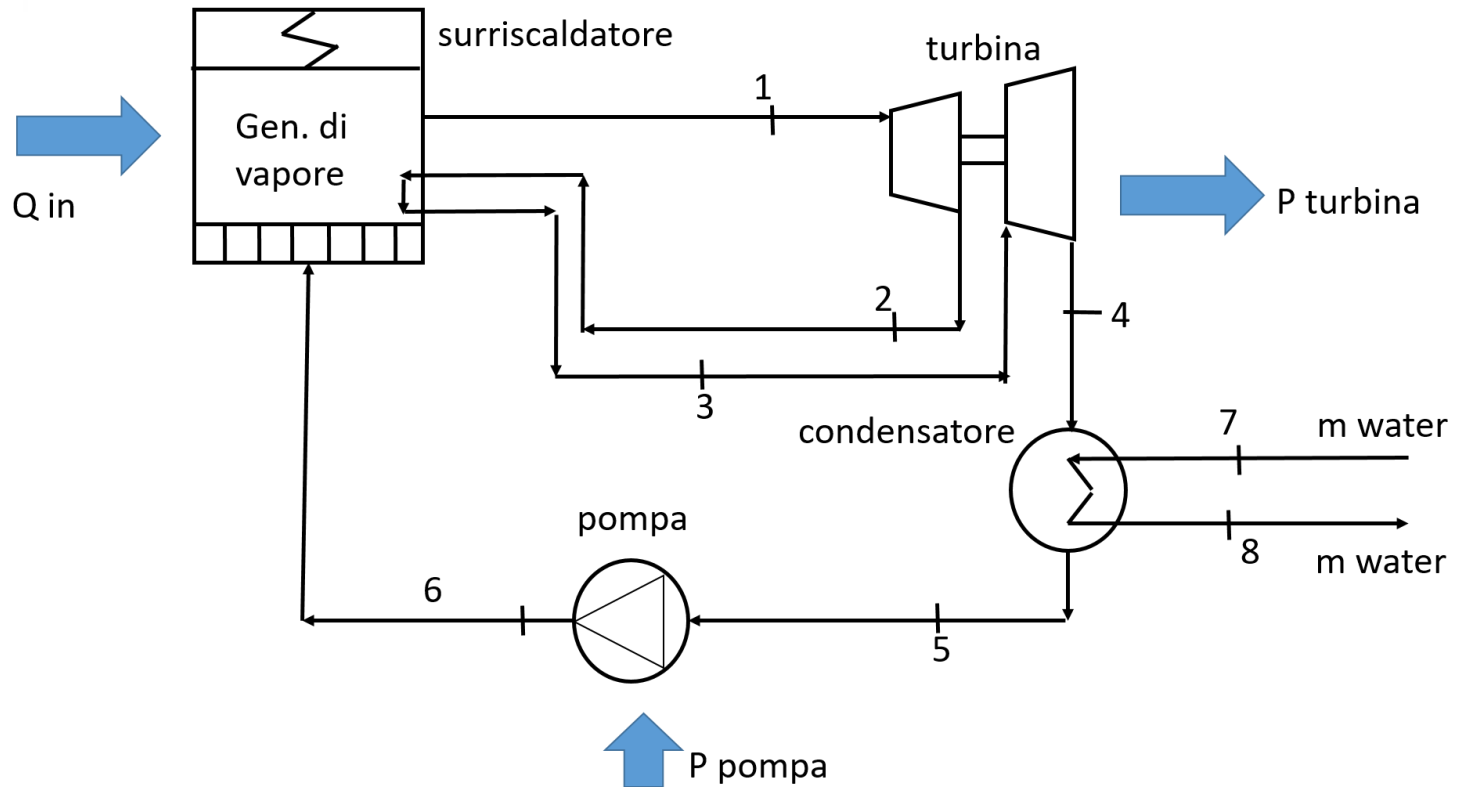 surriscaldatore
turbina
1
Gen. di
vapore
Q in
P turbina
2
4
3
condensatore
7
m water
8
m water
pompa
6
5
P pompa